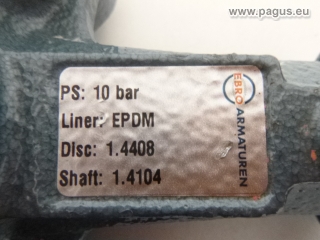 © www.pagus.eu
PS: 10 bar
Liner: EPDM
Disc: 1.4408
Shaft: 1.4104
EBRO ARMATUREN